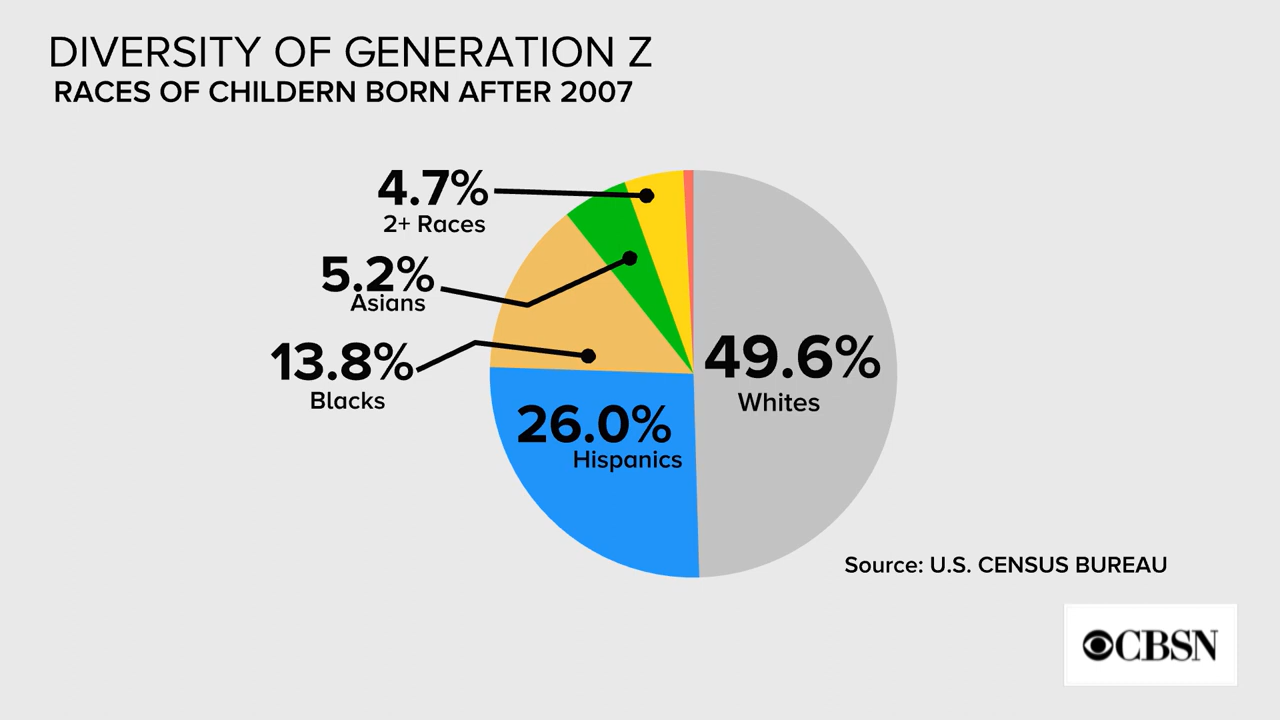 DIVERSITY OF GENERATION Z
RACES OF CHILDERN BORN AFTER 2007
4.7%
2+ Races
5.2%
Asians
13.8%
Blacks
49.6%
Whites
26.0%
Hispanics
Source: U.S. CENSUS BUREAU
CBSN